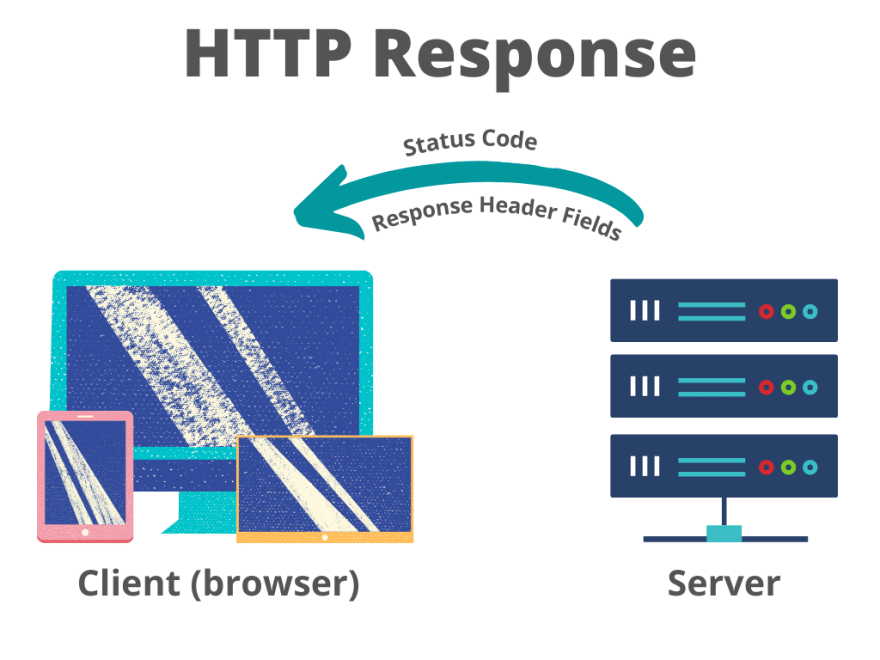 HTTP Response
Status Code
Response Header Fields
Client (browser)
Server